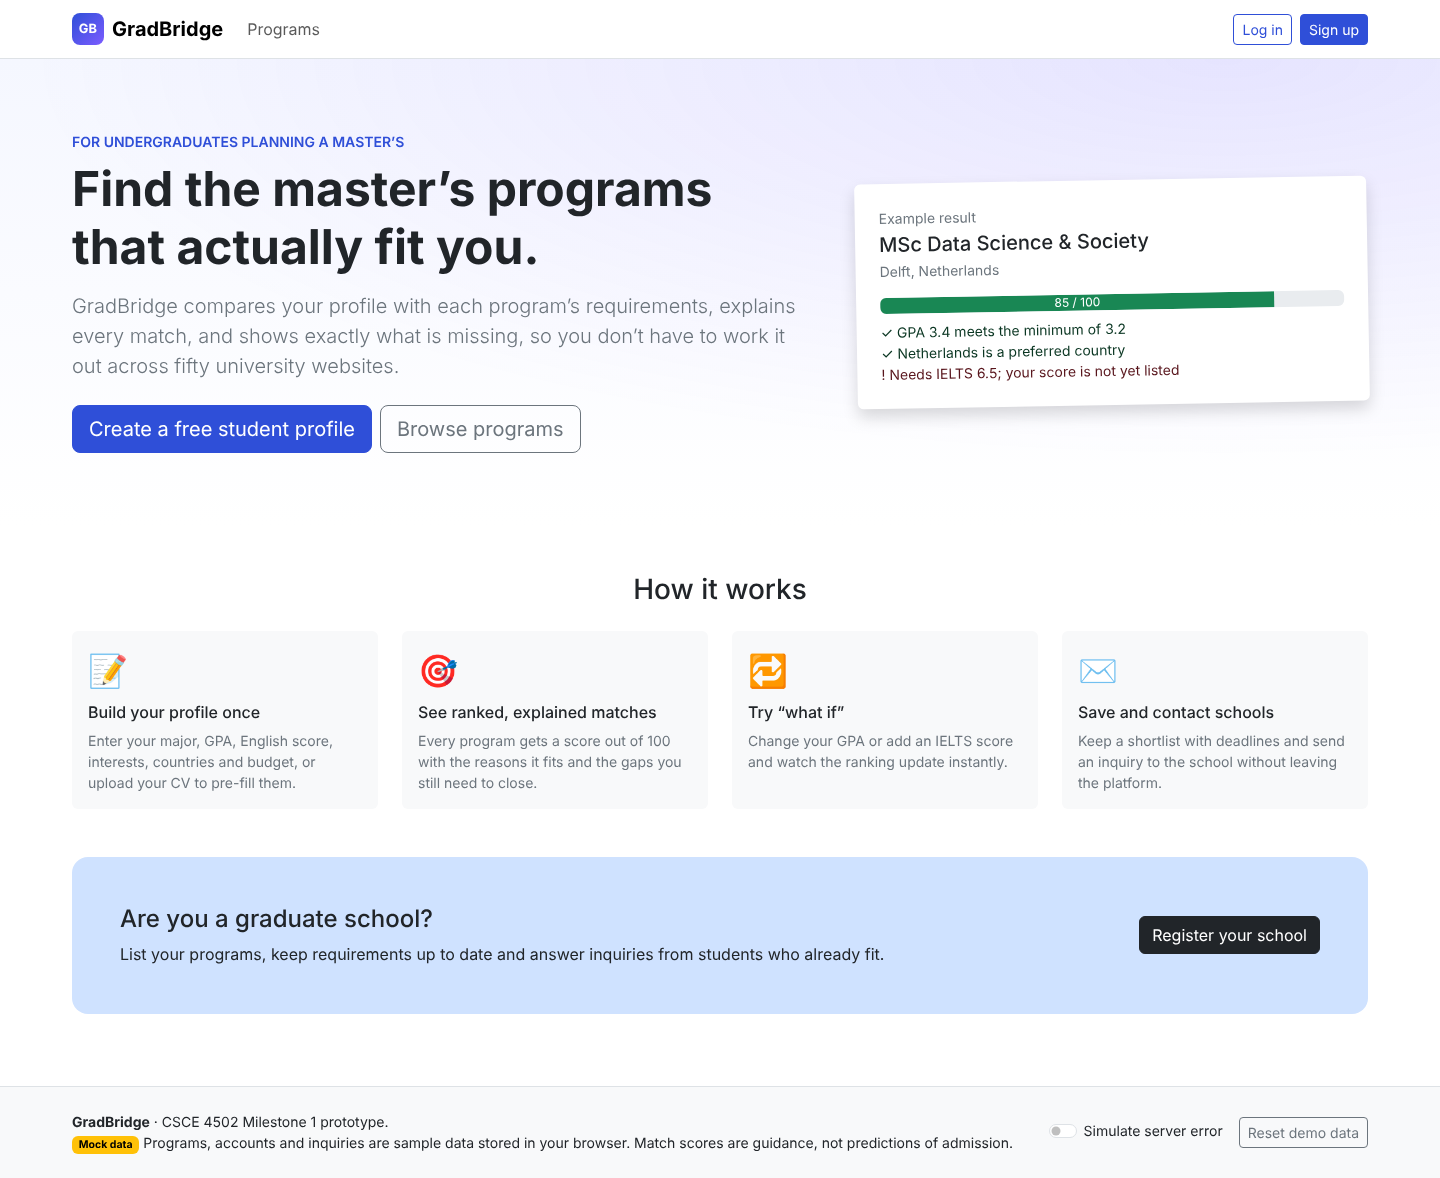 GB GradBridge Programs Log in Sign up
FOR UNDERGRADUATES PLANNING A MASTER’S
Find the master’s programs
that actually fit you.
GradBridge compares your profile with each program’s requirements, explains
every match, and shows exactly what is missing, so you don’t have to work it
out across fifty university websites.
Create a free student profile Browse programs
Example result
MSc Data Science & Society
Delft, Netherlands
85 / 100
✓ GPA 3.4 meets the minimum of 3.2
✓ Netherlands is a preferred country
! Needs IELTS 6.5; your score is not yet listed
How it works
Build your profile once
Enter your major, GPA, English score,
interests, countries and budget, or
upload your CV to pre-fill them.
See ranked, explained matches
Every program gets a score out of 100
with the reasons it fits and the gaps you
still need to close.
Try “what if”
Change your GPA or add an IELTS score
and watch the ranking update instantly.
Save and contact schools
Keep a shortlist with deadlines and send
an inquiry to the school without leaving
the platform.
Are you a graduate school?
List your programs, keep requirements up to date and answer inquiries from students who already fit.
Register your school
GradBridge · CSCE 4502 Milestone 1 prototype.
Mock data Programs, accounts and inquiries are sample data stored in your browser. Match scores are guidance, not predictions of admission.
Simulate server error Reset demo data